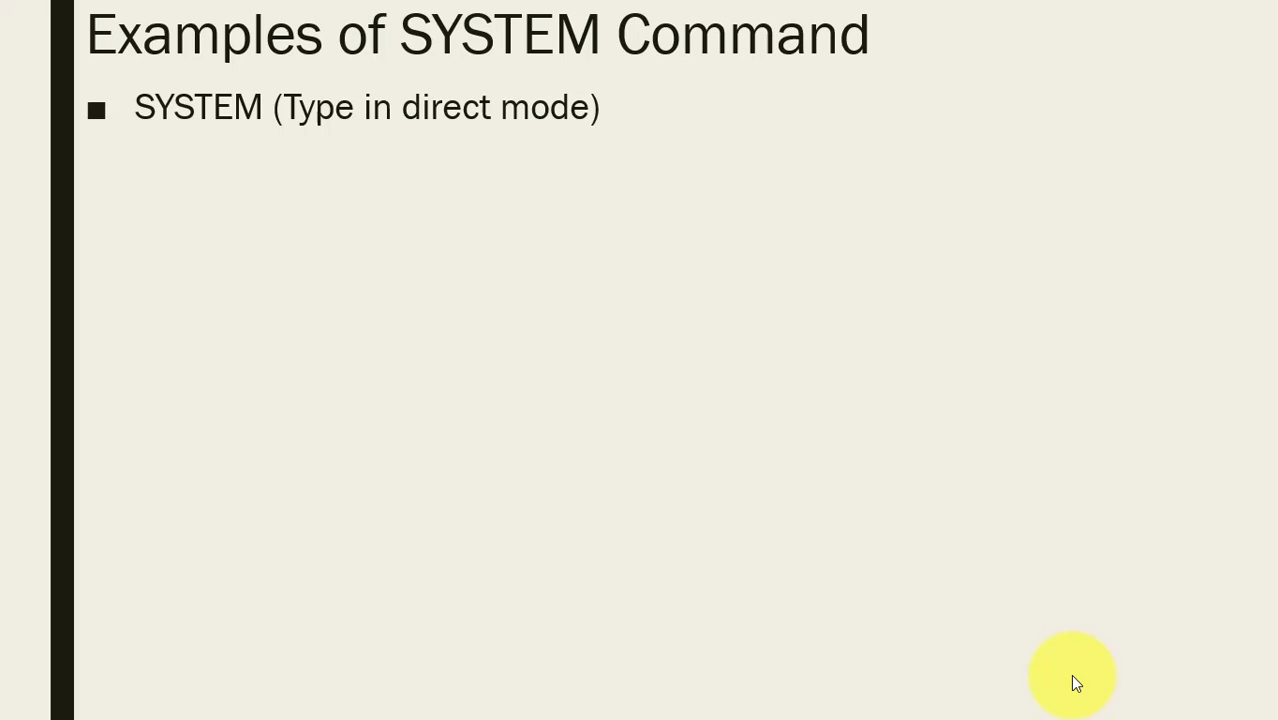 Examples of SYSTEM Command
■ SYSTEM (Type in direct mode)